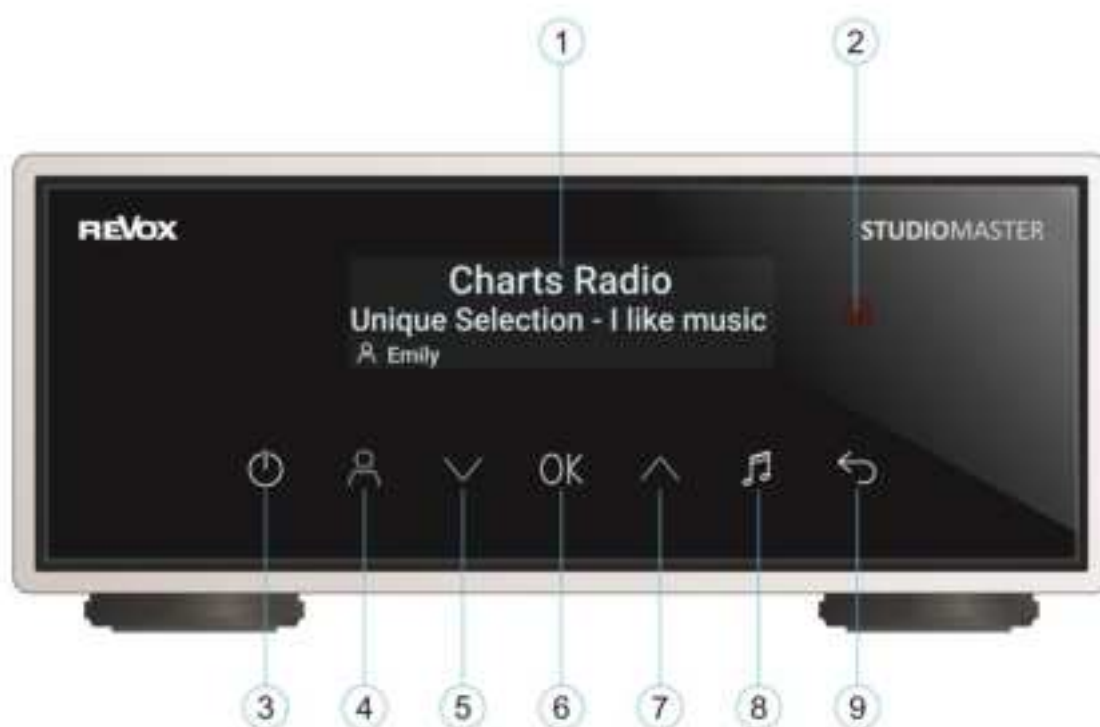 1 2
REVOX STUDIOMASTER
Charts Radio
Unique Selection - I like music
Emily
OK
3 4 5 6 7 8 9